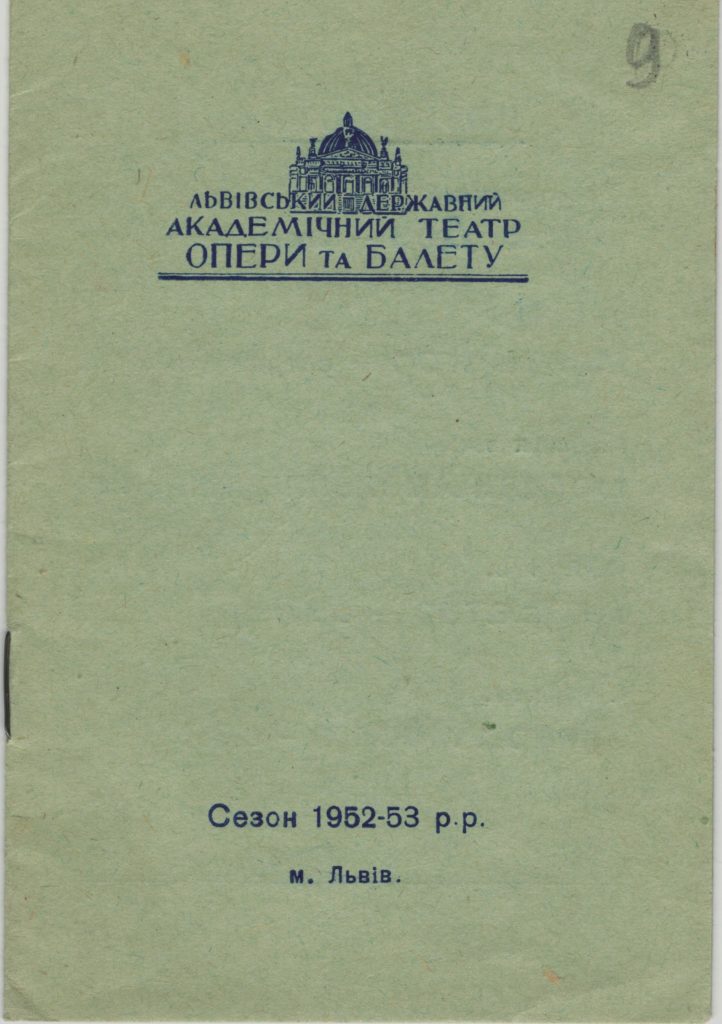 9
ЛЬВІВСЬКИЙ ДЕРЖАВНИЙ
АКАДЕМІЧНИЙ ТЕАТР
ОПЕРИ ТА БАЛЕТУ
Сезон 1952-53 р.р.
м. Львів.